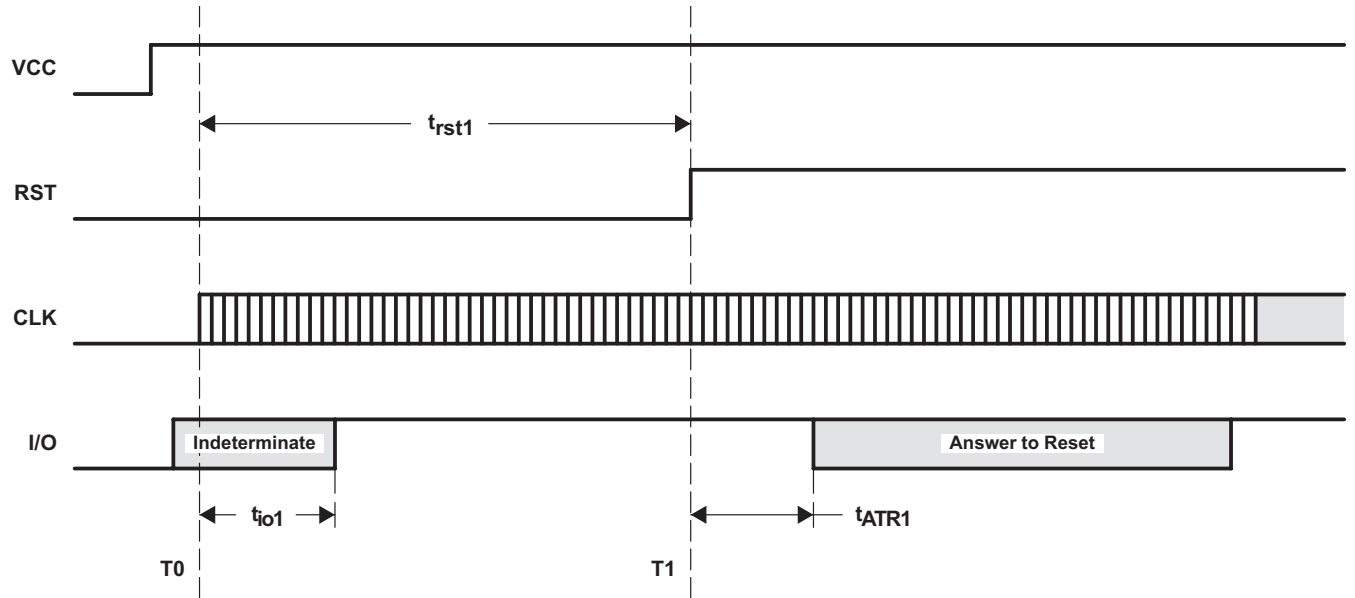 VCC
trst1
RST
CLK
I/O
Indeterminate
Answer to Reset
tio1
tATR1
T0
T1